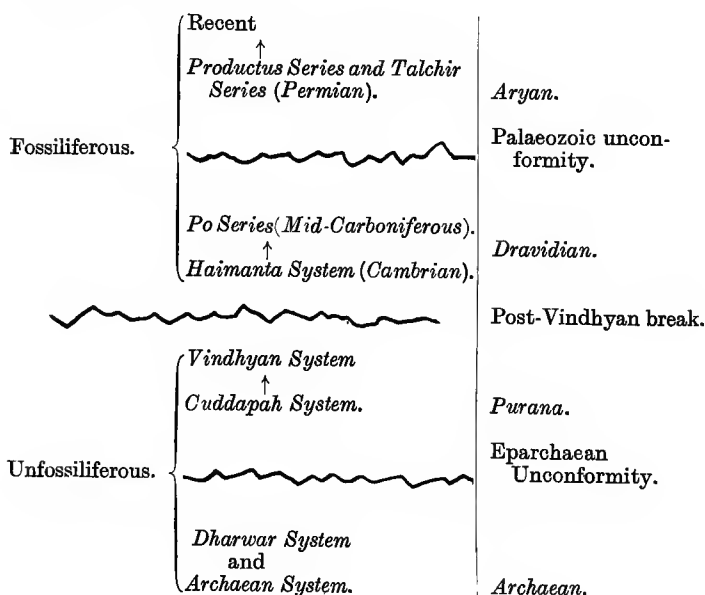 Recent
↑
Productus Series and Talchir
Series (Permian).
Aryan.
Fossiliferous.
Palaeozoic uncon-
formity.
Po Series (Mid-Carboniferous).
↑
Dravidian.
Haimanta System (Cambrian).
Post-Vindhyan break.
Vindhyan System
↑
Cuddapah System.
Purana.
Unfossiliferous.
Eparchaean
Unconformity.
Dharwar System
and
Archaean System.
Archaean.